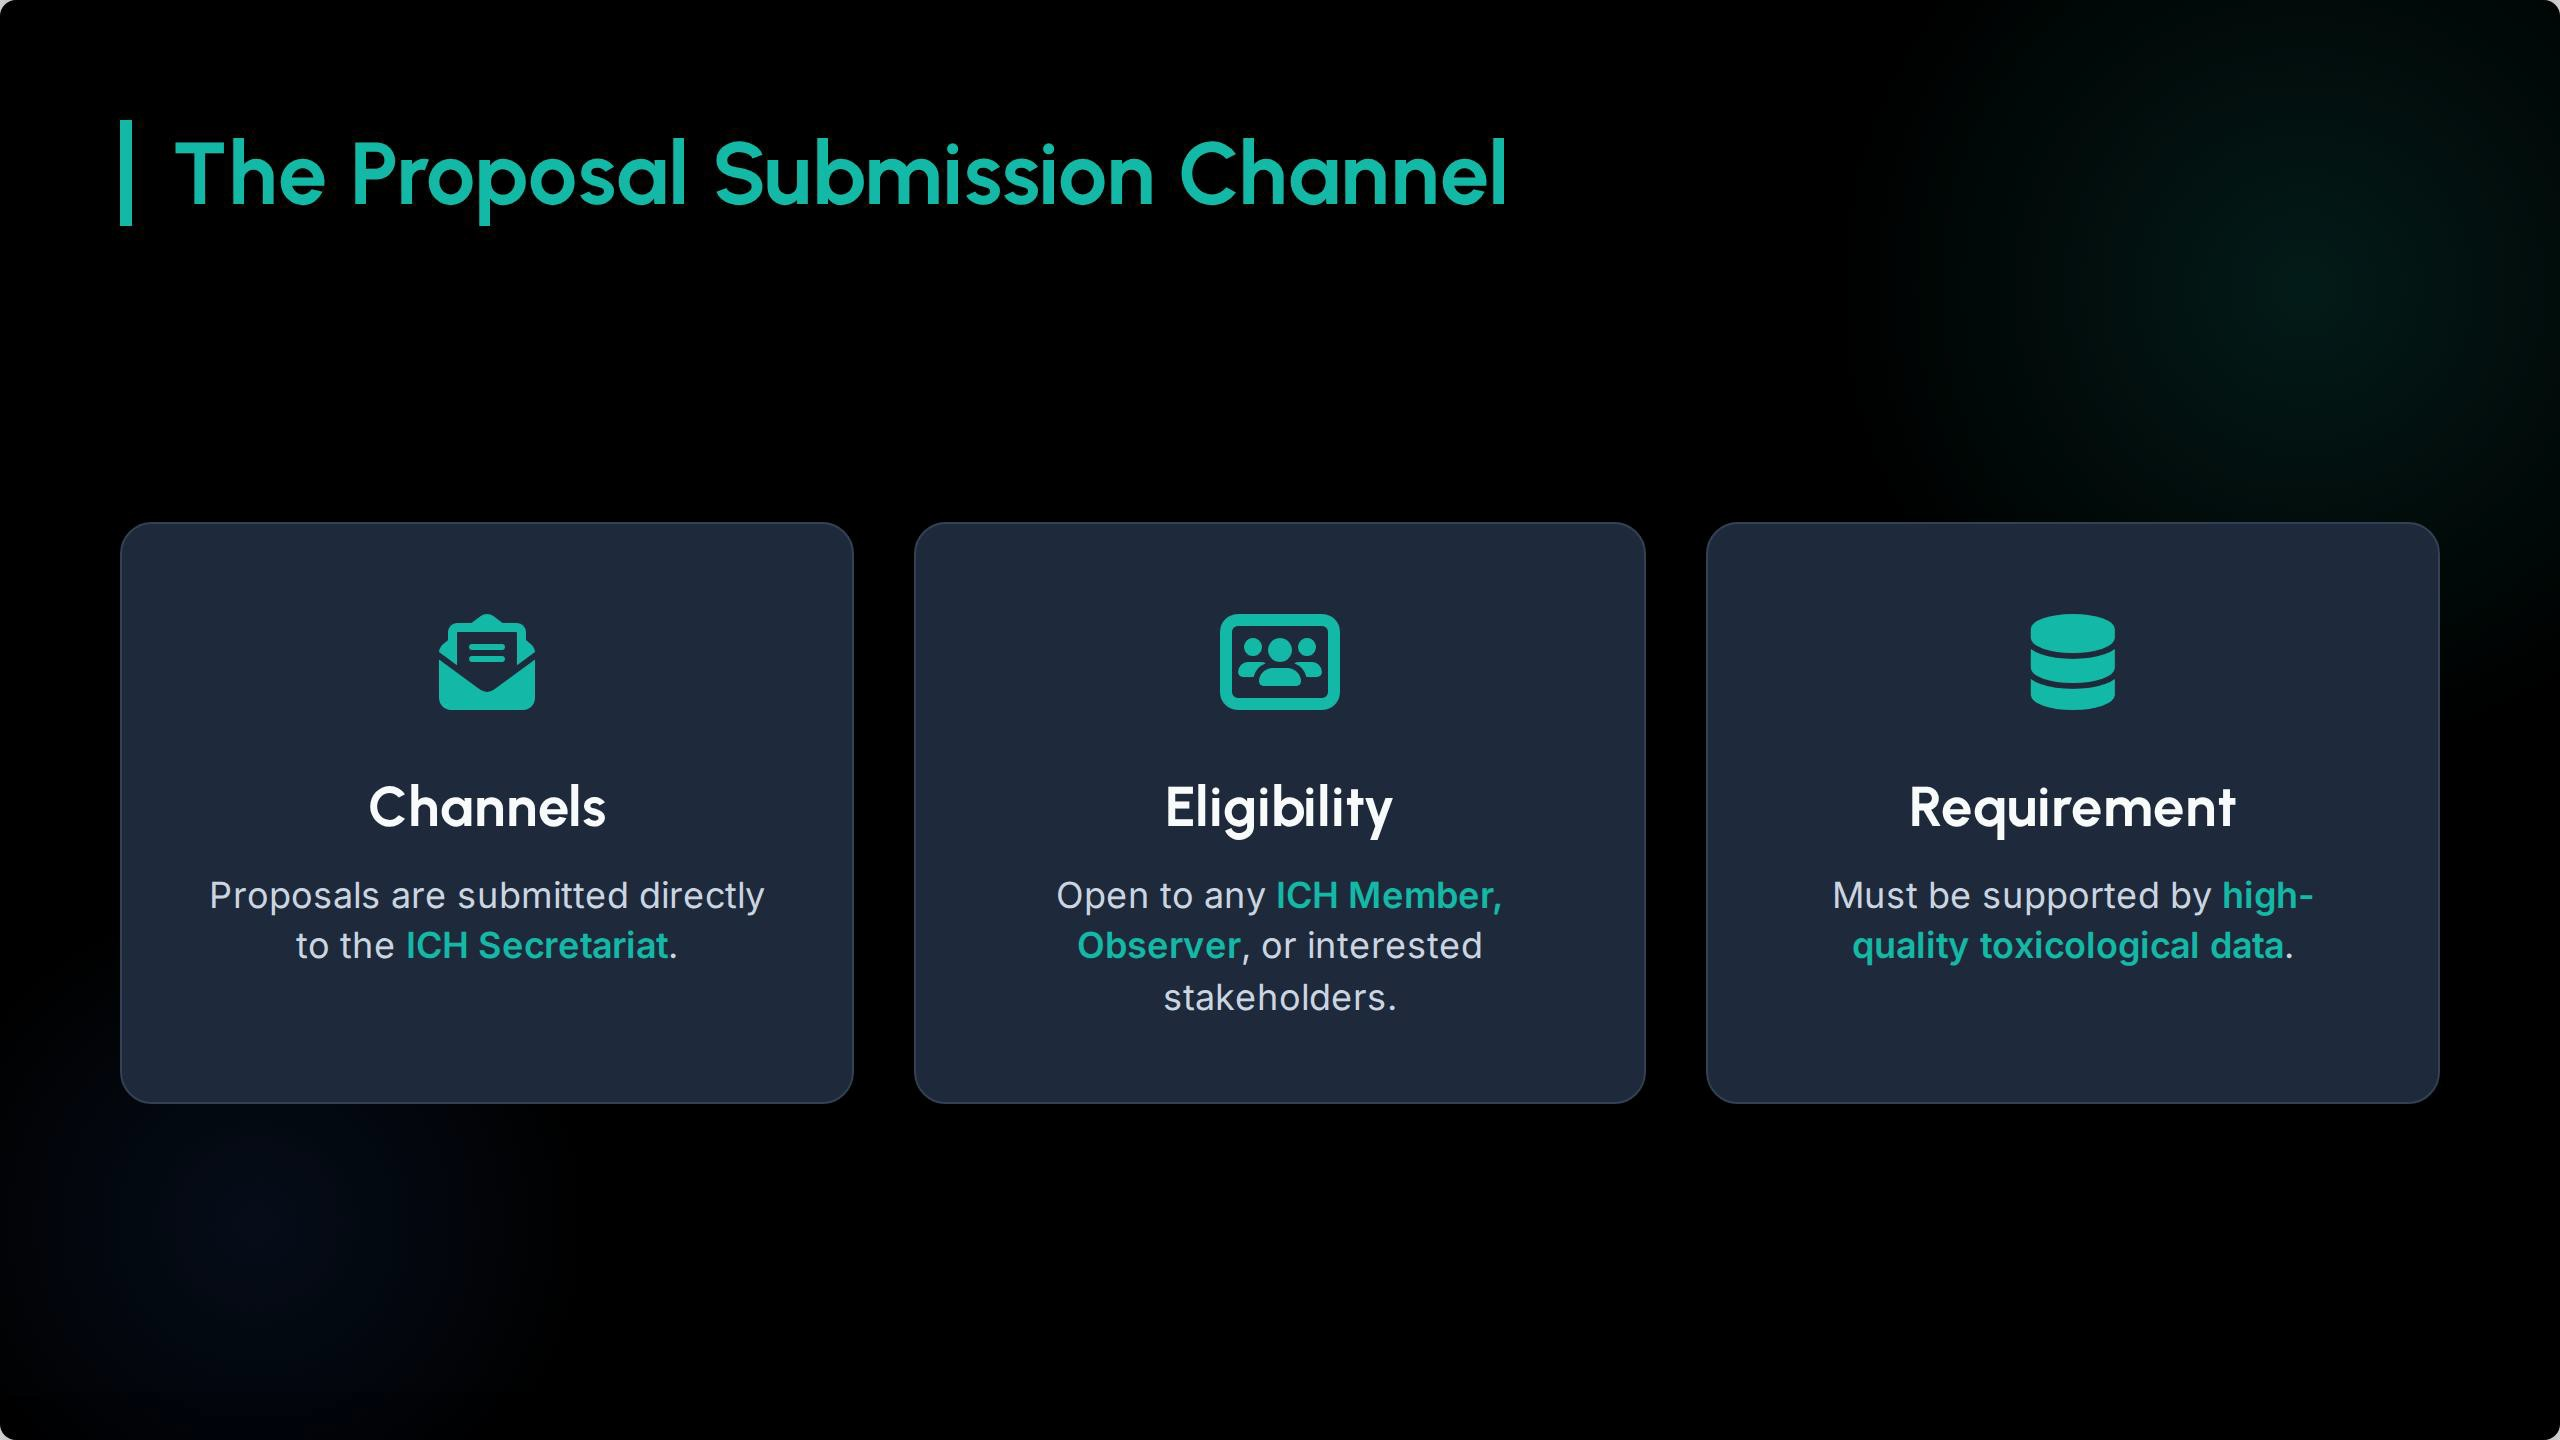 The Proposal Submission Channel
Channels
Proposals are submitted directly
to the ICH Secretariat.
Eligibility
Open to any ICH Member,
Observer, or interested
stakeholders.
Requirement
Must be supported by high-
quality toxicological data.